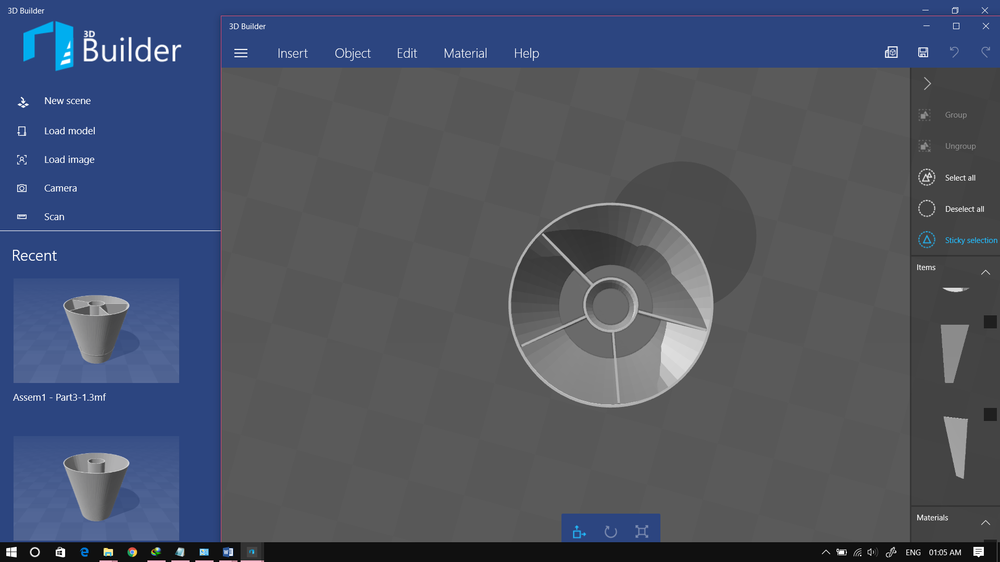 3D Builder
3D
Builder
New scene
Load model
Load image
Camera
Scan
Recent
Assem1 - Part3-1.3mf
3D Builder
Insert Object Edit Material Help
Group
Ungroup
Select all
Deselect all
Sticky selection
Items
Materials
ENG 01:05 AM